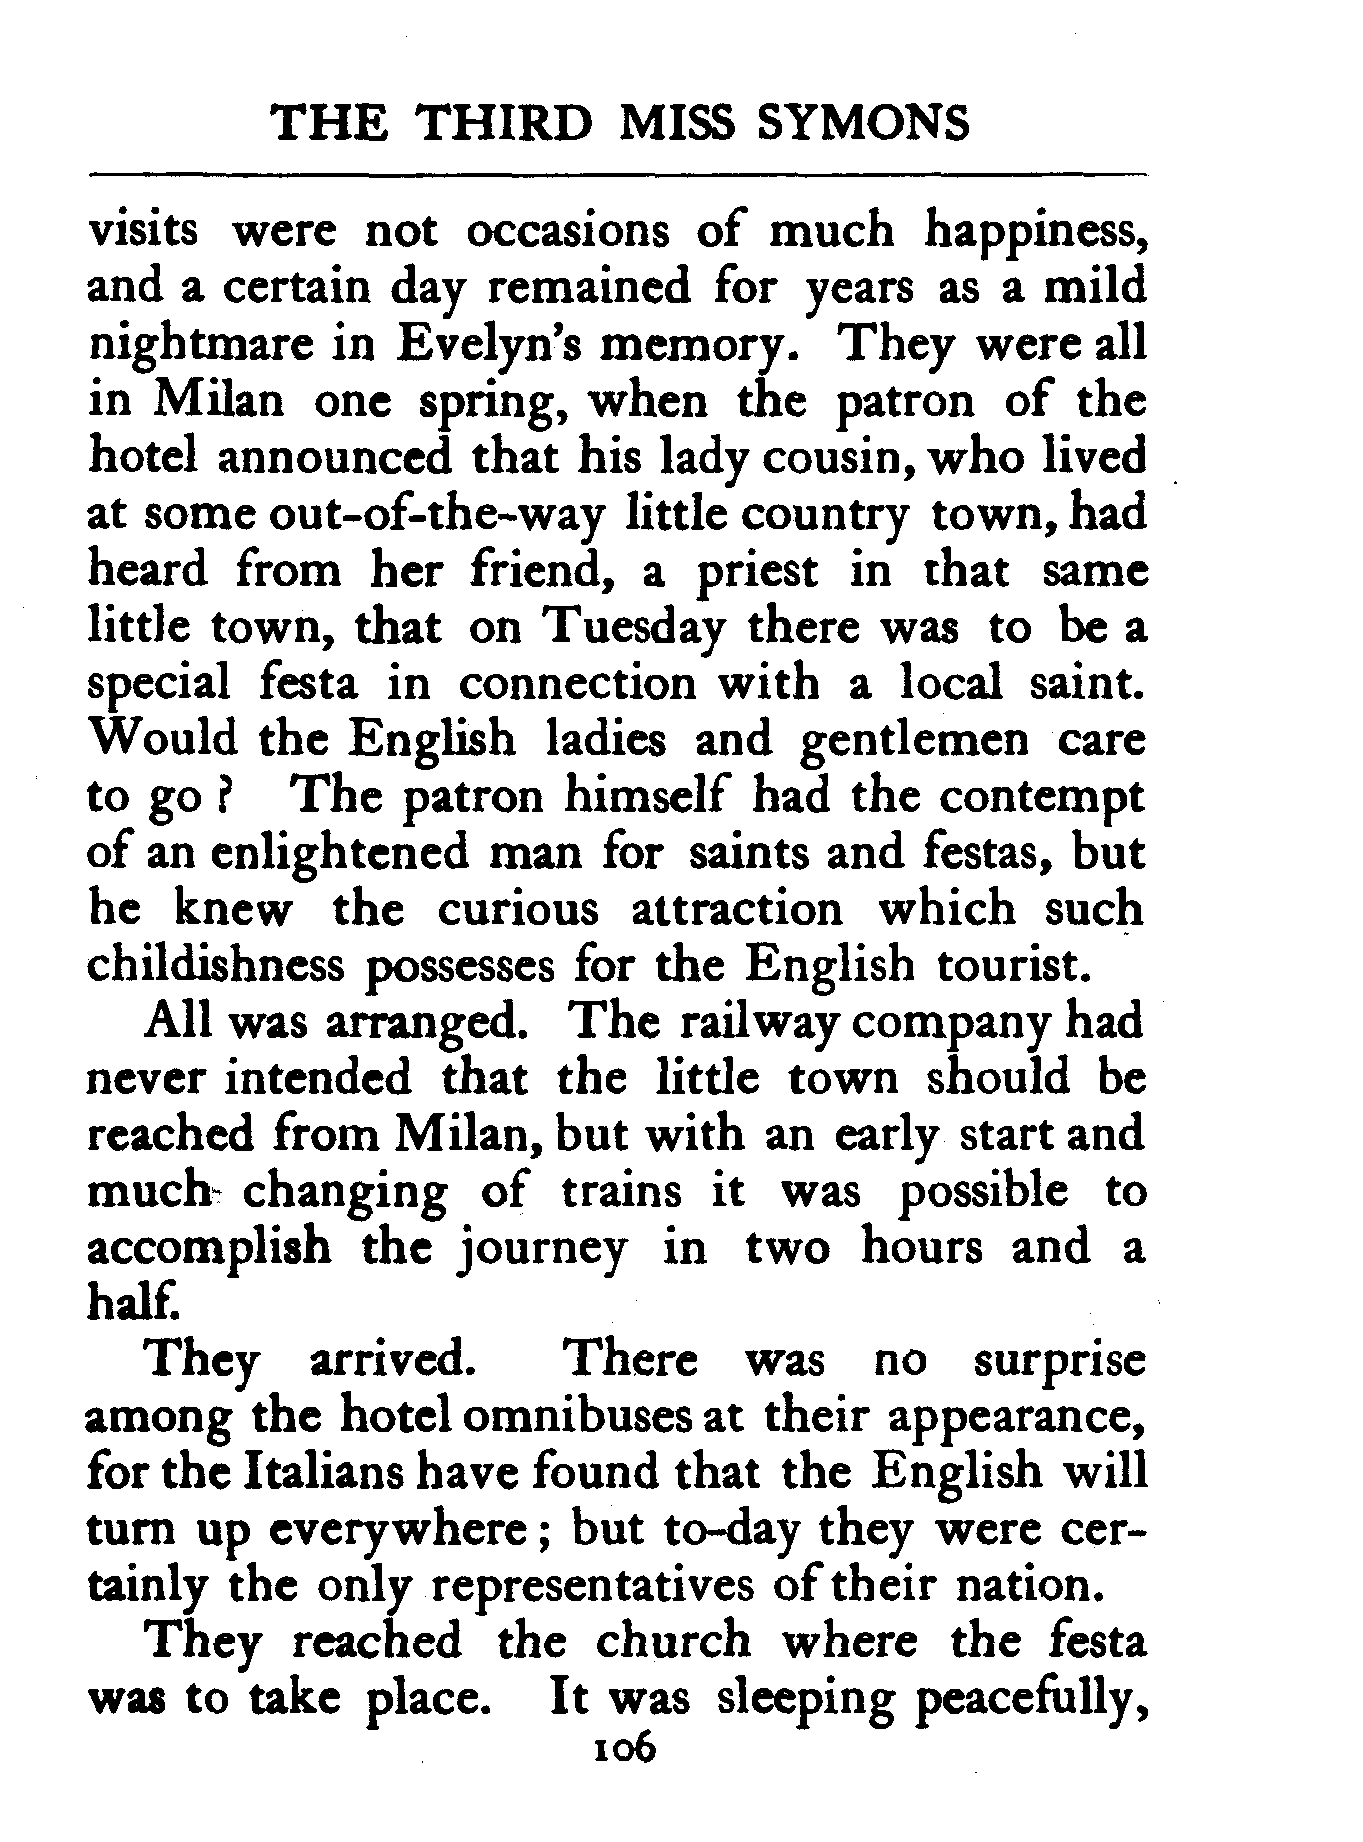 THE THIRD MISS SYMONS
visits were not occasions of much happiness,
and a certain day remained for years as a mild
nightmare in Evelyn's memory. They were all
in Milan one spring, when the patron of the
hotel announced that his lady cousin, who lived
at some out-of-the-way little country town, had
heard from her friend, a priest in that same
little town, that on Tuesday there was to be a
special festa in connection with a local saint.
Would the English ladies and gentlemen care
to go ? The patron himself had the contempt
of an enlightened man for saints and festas, but
he knew the curious attraction which such
childishness possesses for the English tourist.
All was arranged. The railway company had
never intended that the little town should be
reached from Milan, but with an early start and
much changing of trains it was possible to
accomplish the journey in two hours and a
half.
They arrived. There was no surprise
among the hotel omnibuses at their appearance,
for the Italians have found that the English will
turn up everywhere ; but to-day they were cer-
tainly the only representatives of their nation.
They reached the church where the festa
was to take place. It was sleeping peacefully,
106